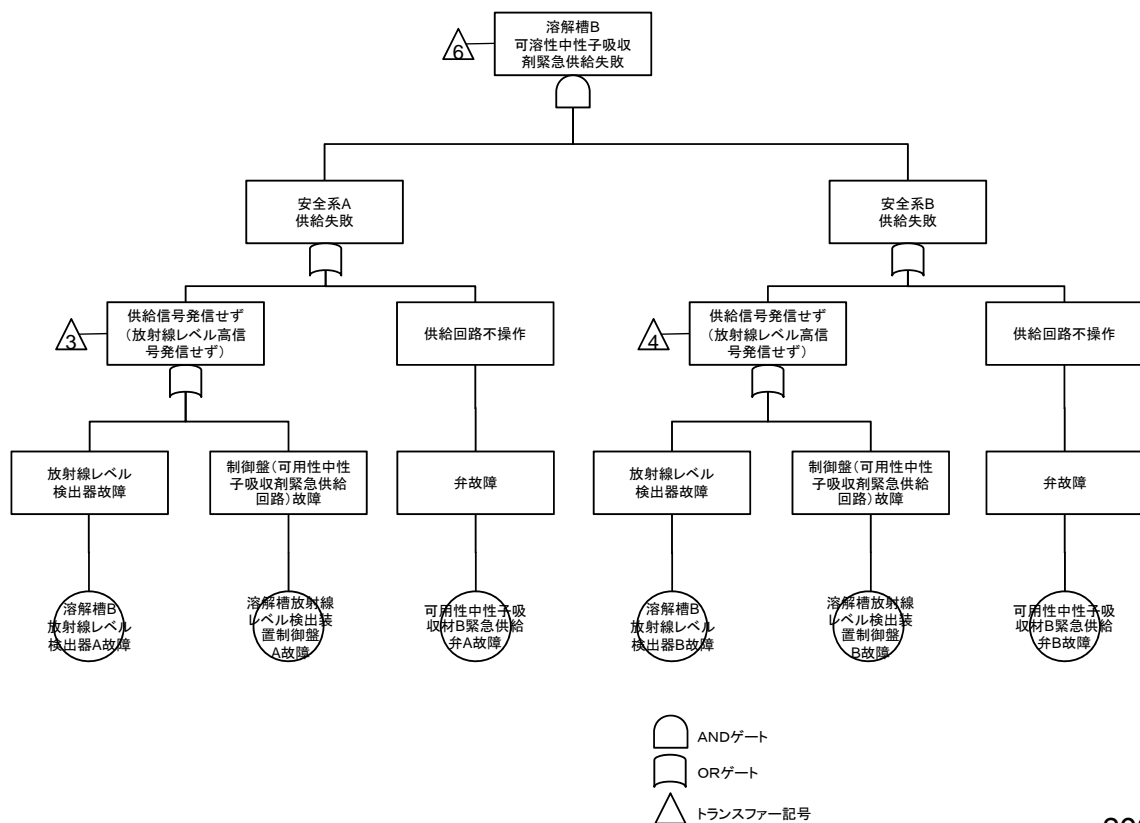 溶解槽B
可溶性中性子吸収
剤緊急供給失敗
6
安全系A
供給失敗
安全系B
供給失敗
供給信号発信せず
(放射線レベル高信
号発信せず)
3
供給回路不操作
供給信号発信せず
(放射線レベル高信
号発信せず)
4
供給回路不操作
放射線レベル
検出器故障
制御盤(可用性中性
子吸収剤緊急供給
回路)故障
弁故障
放射線レベル
検出器故障
制御盤(可用性中性
子吸収剤緊急供給
回路)故障
弁故障
溶解槽B
放射線レベル
検出器A故障
溶解槽放射線
レベル検出装
置制御盤
A故障
可用性中性子吸
収材B緊急供給
弁A故障
溶解槽B
放射線レベル
検出器B故障
溶解槽放射線
レベル検出装
置制御盤
B故障
可用性中性子吸
収材B緊急供給
弁B故障
ANDゲート
ORゲート
トランスファー記号